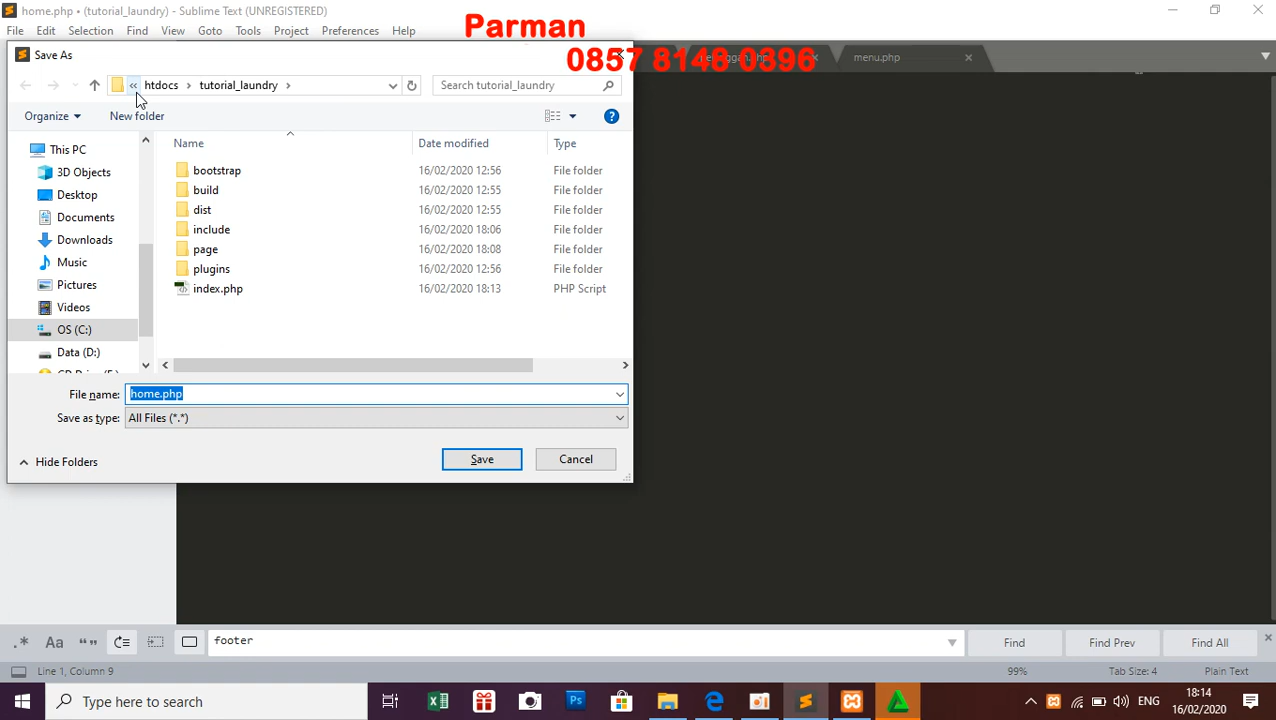 home.php • (tutorial_laundry) - Sublime Text (UNREGISTERED)
Parman
File Edit Selection Find View Goto Tools Project Preferences Help
0857 8148 0396
Save As
menu.php
« htdocs > tutorial_laundry >
Search tutorial_laundry
Organize
New folder
Name Date modified Type
This PC
3D Objects
Desktop
Documents
Downloads
Music
Pictures
Videos
OS (C:)
Data (D:)
bootstrap 16/02/2020 12:56 File folder
build 16/02/2020 12:55 File folder
dist 16/02/2020 12:55 File folder
include 16/02/2020 18:06 File folder
page 16/02/2020 18:08 File folder
plugins 16/02/2020 12:56 File folder
index.php 16/02/2020 18:13 PHP Script
File name: home.php
Save as type: All Files (*.*)
Hide Folders
Save
Cancel
.* Aa “” footer Find Find Prev Find All
Line 1, Column 9 99% Tab Size: 4 Plain Text
Type here to search
Ps
ENG
18:14
16/02/2020